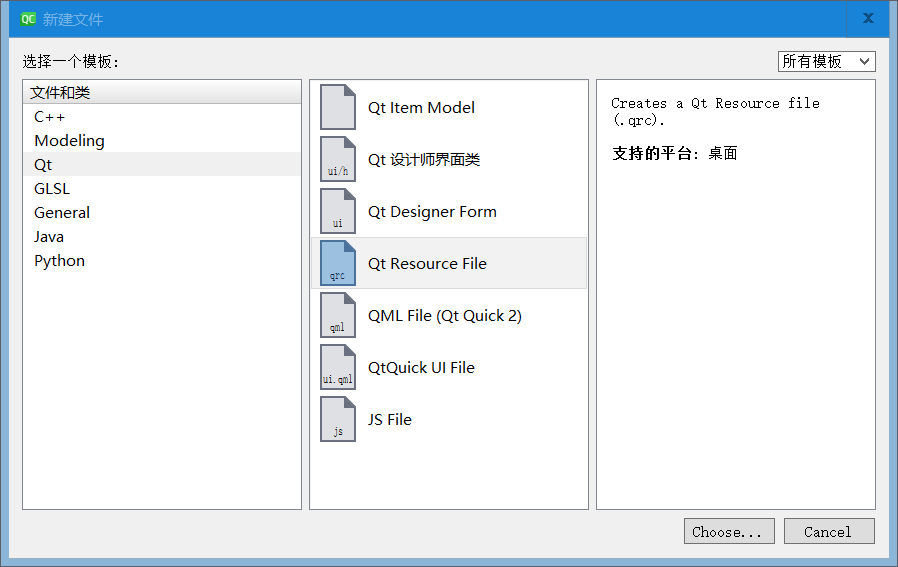 QC 新建文件
X
选择一个模板:
所有模板
文件和类
C++
Modeling
Qt
GLSL
General
Java
Python
Qt Item Model
ui/h
Qt 设计师界面类
ui
Qt Designer Form
qrc
Qt Resource File
qml
QML File (Qt Quick 2)
ui.qml
QtQuick UI File
js
JS File
Creates a Qt Resource file
(.qrc).
支持的平台: 桌面
Choose...
Cancel